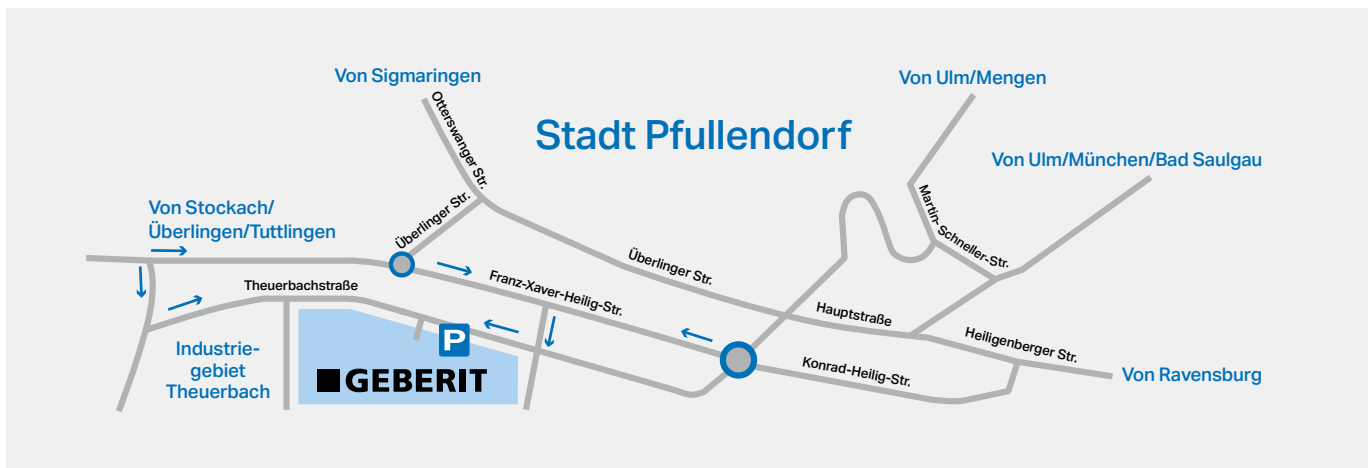 Von Sigmaringen
Von Ulm/Mengen
Otterswanger Str.
Stadt Pfullendorf
Von Ulm/München/Bad Saulgau
Von Stockach/
Überlingen/Tuttlingen
Überlinger Str.
Martin-Schneller-Str.
Überlinger Str.
Theuerbachstraße
Franz-Xaver-Heilig-Str.
Hauptstraße
Heiligenberger Str.
P
Industrie-
gebiet
Theuerbach
GEBERIT
Konrad-Heilig-Str.
Von Ravensburg